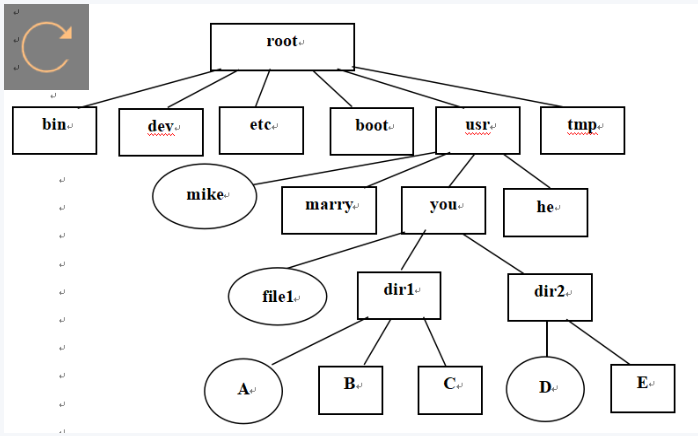 root
bin
dev
etc
boot
usr
tmp
mike
marry
you
he
file1
dir1
dir2
A
B
C
D
E